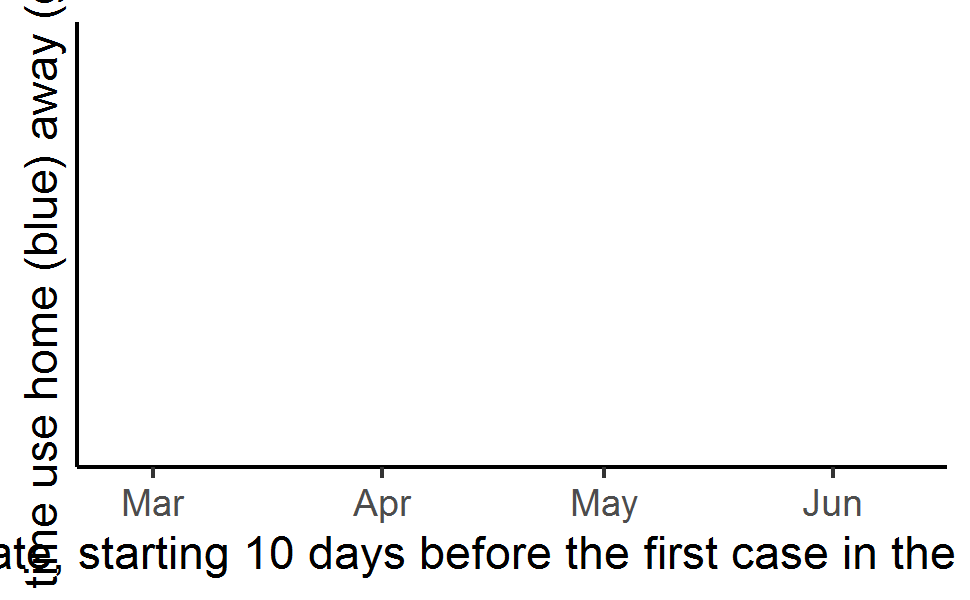 time use home (blue) away (
Mar Apr May Jun
starting 10 days before the first case in the